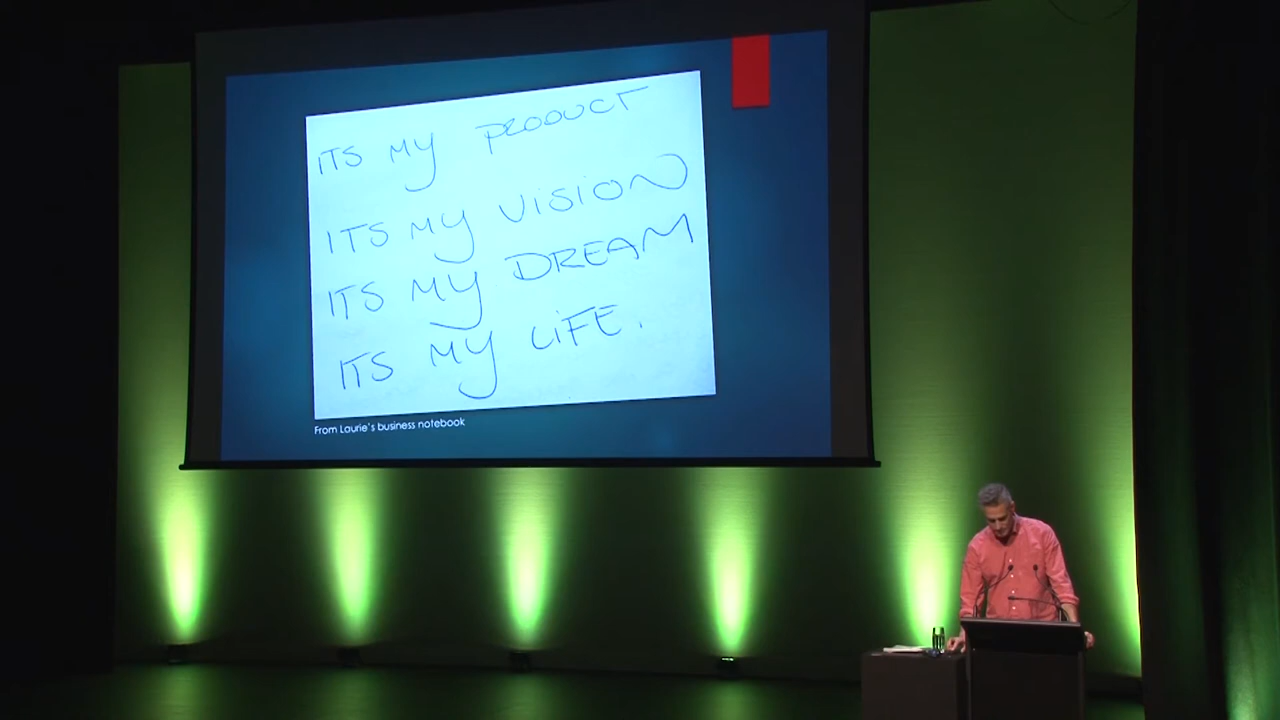 ITS MY PRODUCT
ITS MY VISION
ITS MY DREAM
ITS MY LIFE.
From Laurie's business notebook